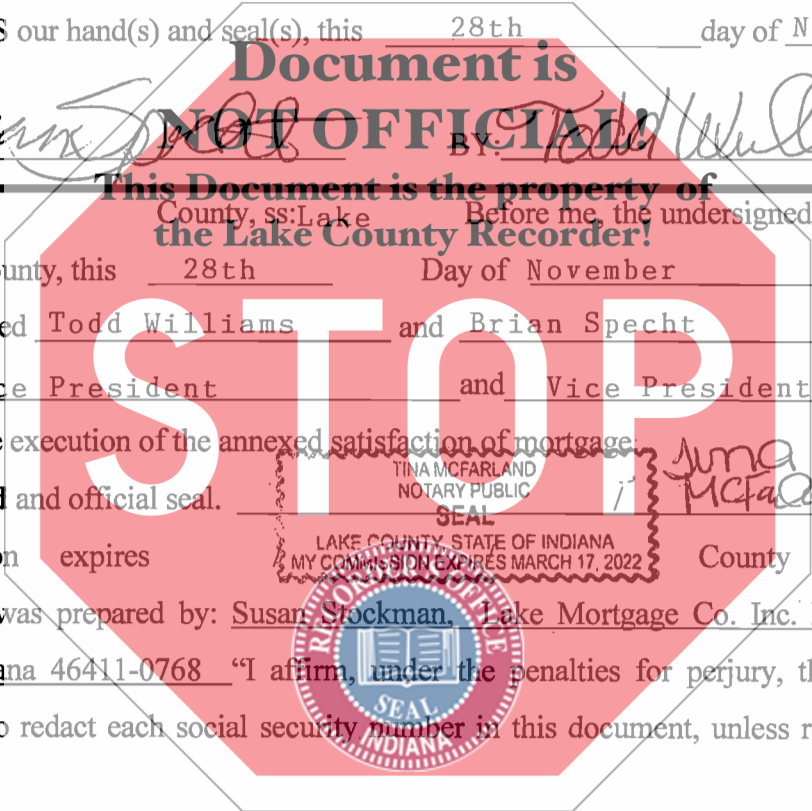 our hand(s) and seal(s), this 28th day of N
Document is
NOT OFFICIAL!
BY:
This Document is the property of
County, ss: Lake Before me, the undersigned
the Lake County Recorder!
unty, this 28th Day of November
ed Todd Williams and Brian Specht
ce President and Vice President
STOP
execution of the annexed satisfaction of mortgage
TINA MCFARLAND
NOTARY PUBLIC
SEAL
Tina
McFa
and official seal.
LAKE COUNTY, STATE OF INDIANA
MY COMMISSION EXPIRES MARCH 17, 2022
expires County
was prepared by: Susan Stockman, Lake Mortgage Co. Inc.
RECORDER'S OFFICE
SEAL
INDIANA
ana 46411-0768 “I affirm, under the penalties for perjury, th
o redact each social security number in this document, unless r